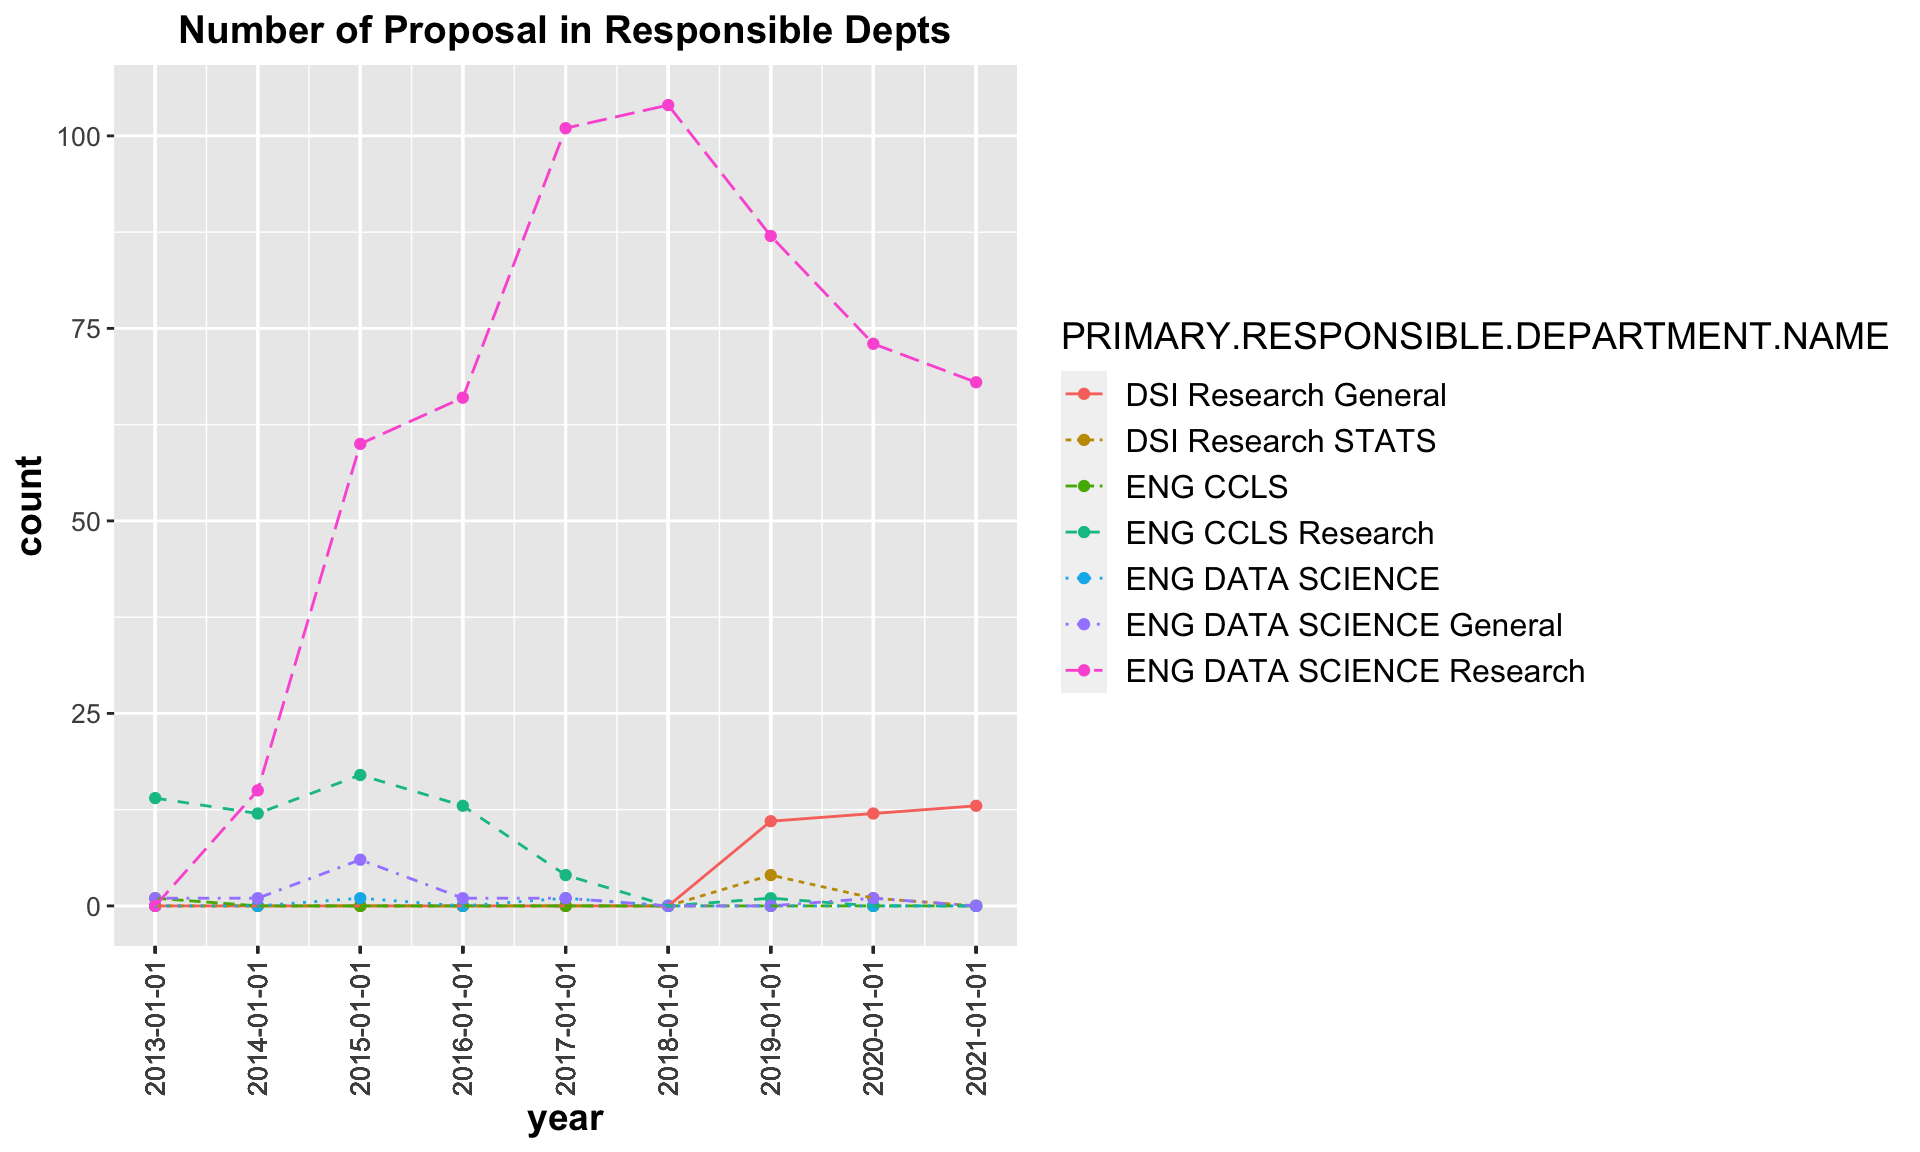 Number of Proposal in Responsible Depts
100
75
50
25
0
count
2013-01-01
2014-01-01
2015-01-01
2016-01-01
2017-01-01
2018-01-01
2019-01-01
2020-01-01
2021-01-01
year
PRIMARY.RESPONSIBLE.DEPARTMENT.NAME
DSI Research General
DSI Research STATS
ENG CCLS
ENG CCLS Research
ENG DATA SCIENCE
ENG DATA SCIENCE General
ENG DATA SCIENCE Research